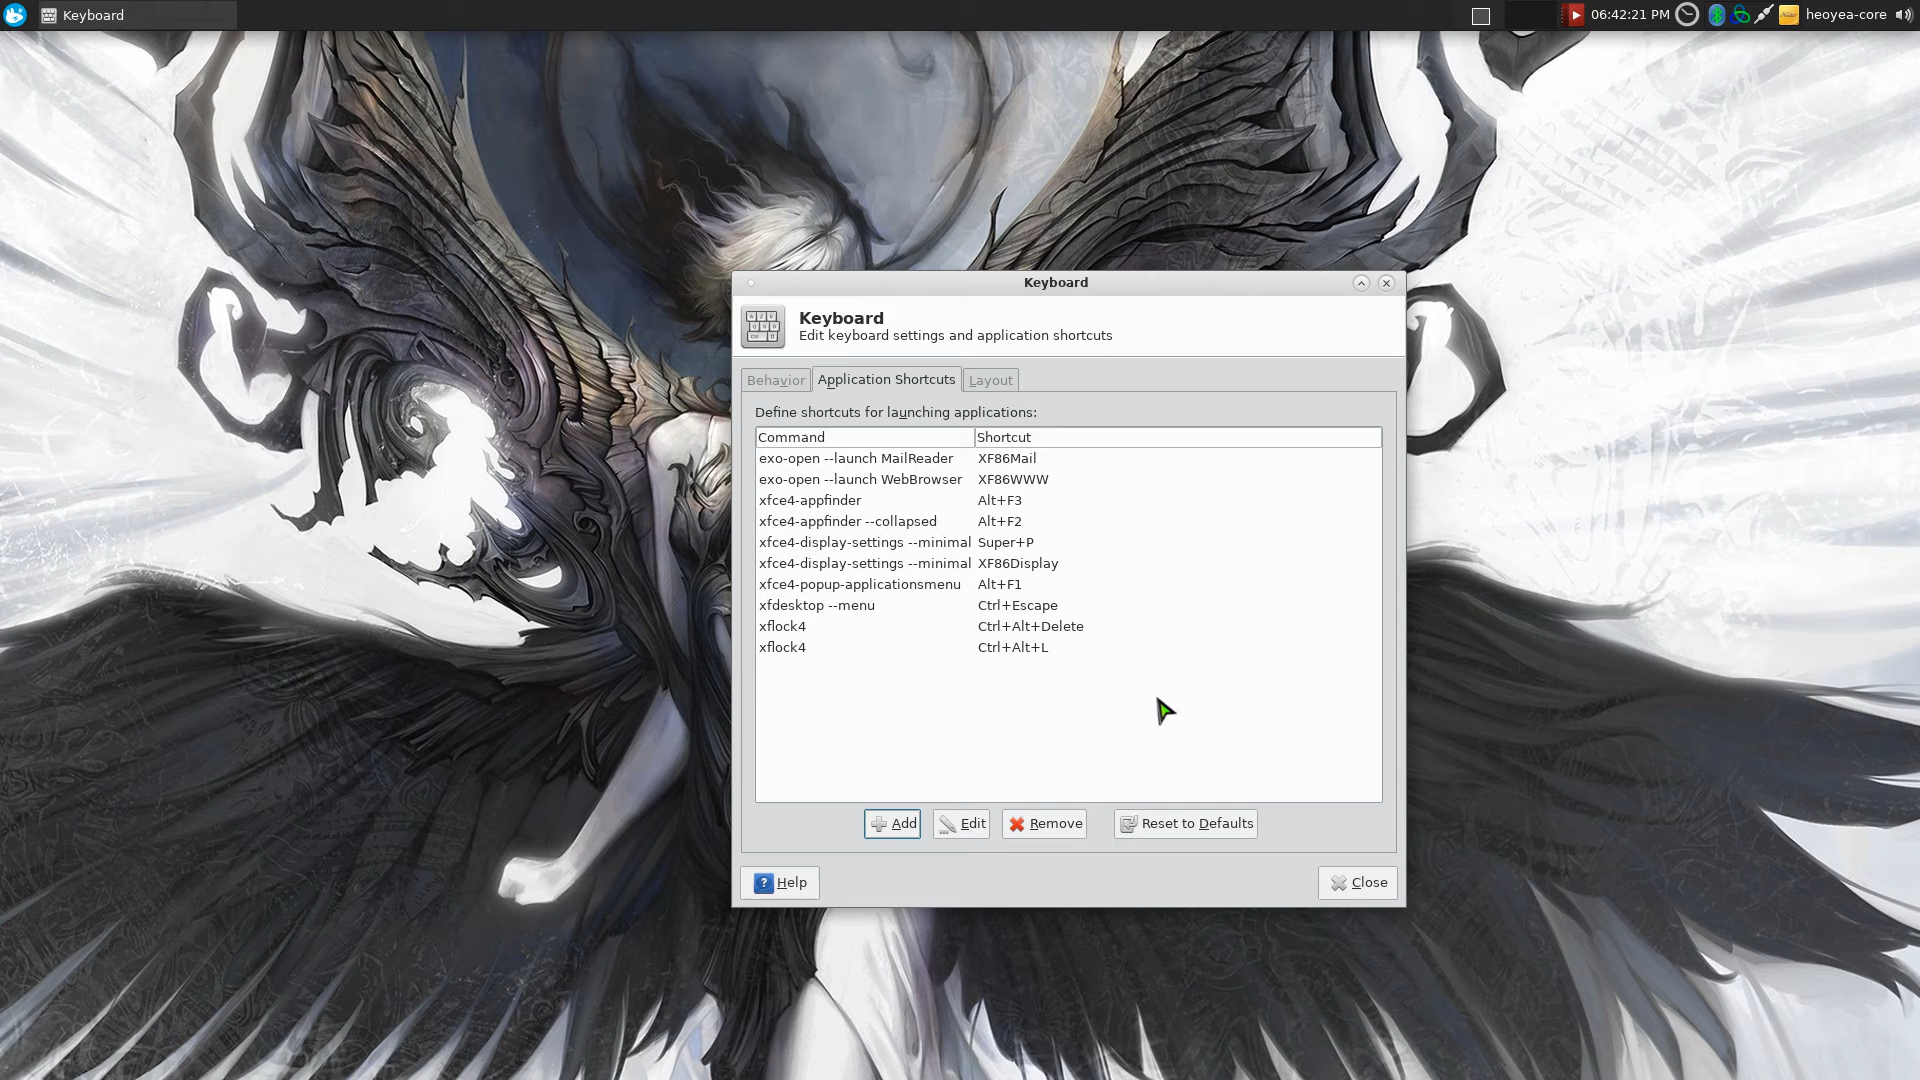 Keyboard
06:42:21 PM
heoyea-core
Keyboard
Keyboard
Edit keyboard settings and application shortcuts
Behavior Application Shortcuts Layout
Define shortcuts for launching applications:
Command Shortcut
exo-open --launch MailReader XF86Mail
exo-open --launch WebBrowser XF86WWW
xfce4-appfinder Alt+F3
xfce4-appfinder --collapsed Alt+F2
xfce4-display-settings --minimal Super+P
xfce4-display-settings --minimal XF86Display
xfce4-popup-applicationsmenu Alt+F1
xfdesktop --menu Ctrl+Escape
xflock4 Ctrl+Alt+Delete
xflock4 Ctrl+Alt+L
Add Edit Remove Reset to Defaults
Help Close